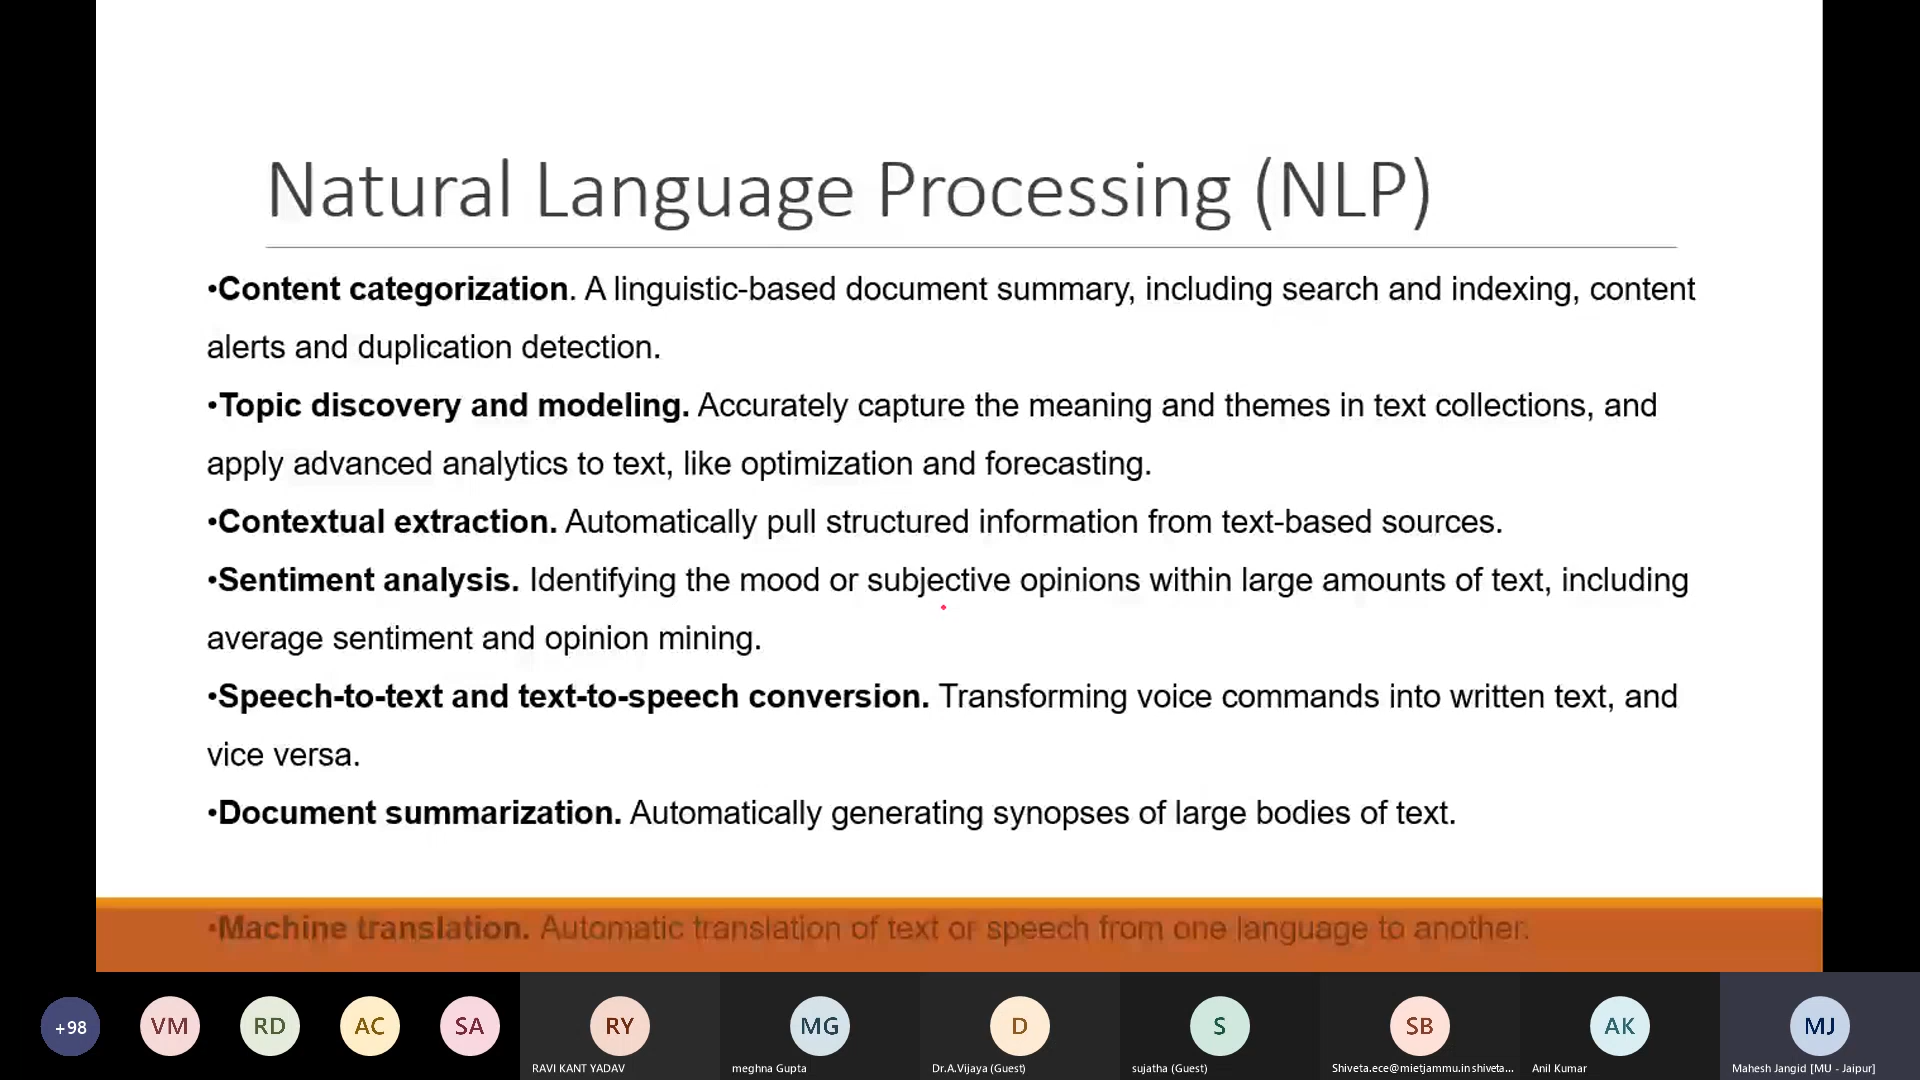 Natural Language Processing (NLP)
•Content categorization. A linguistic-based document summary, including search and indexing, content
alerts and duplication detection.
•Topic discovery and modeling. Accurately capture the meaning and themes in text collections, and
apply advanced analytics to text, like optimization and forecasting.
•Contextual extraction. Automatically pull structured information from text-based sources.
•Sentiment analysis. Identifying the mood or subjective opinions within large amounts of text, including
average sentiment and opinion mining.
•Speech-to-text and text-to-speech conversion. Transforming voice commands into written text, and
vice versa.
•Document summarization. Automatically generating synopses of large bodies of text.
•Machine translation. Automatic translation of text or speech from one language to another.
+98 VM RD AC SA RY MG D S SB AK MJ
RAVI KANT YADAV meghna Gupta Dr.A.Vijaya (Guest) sujatha (Guest) Shiveta.ece@mietjammu.in shiveta... Anil Kumar Mahesh Jangid [MU - Jaipur]